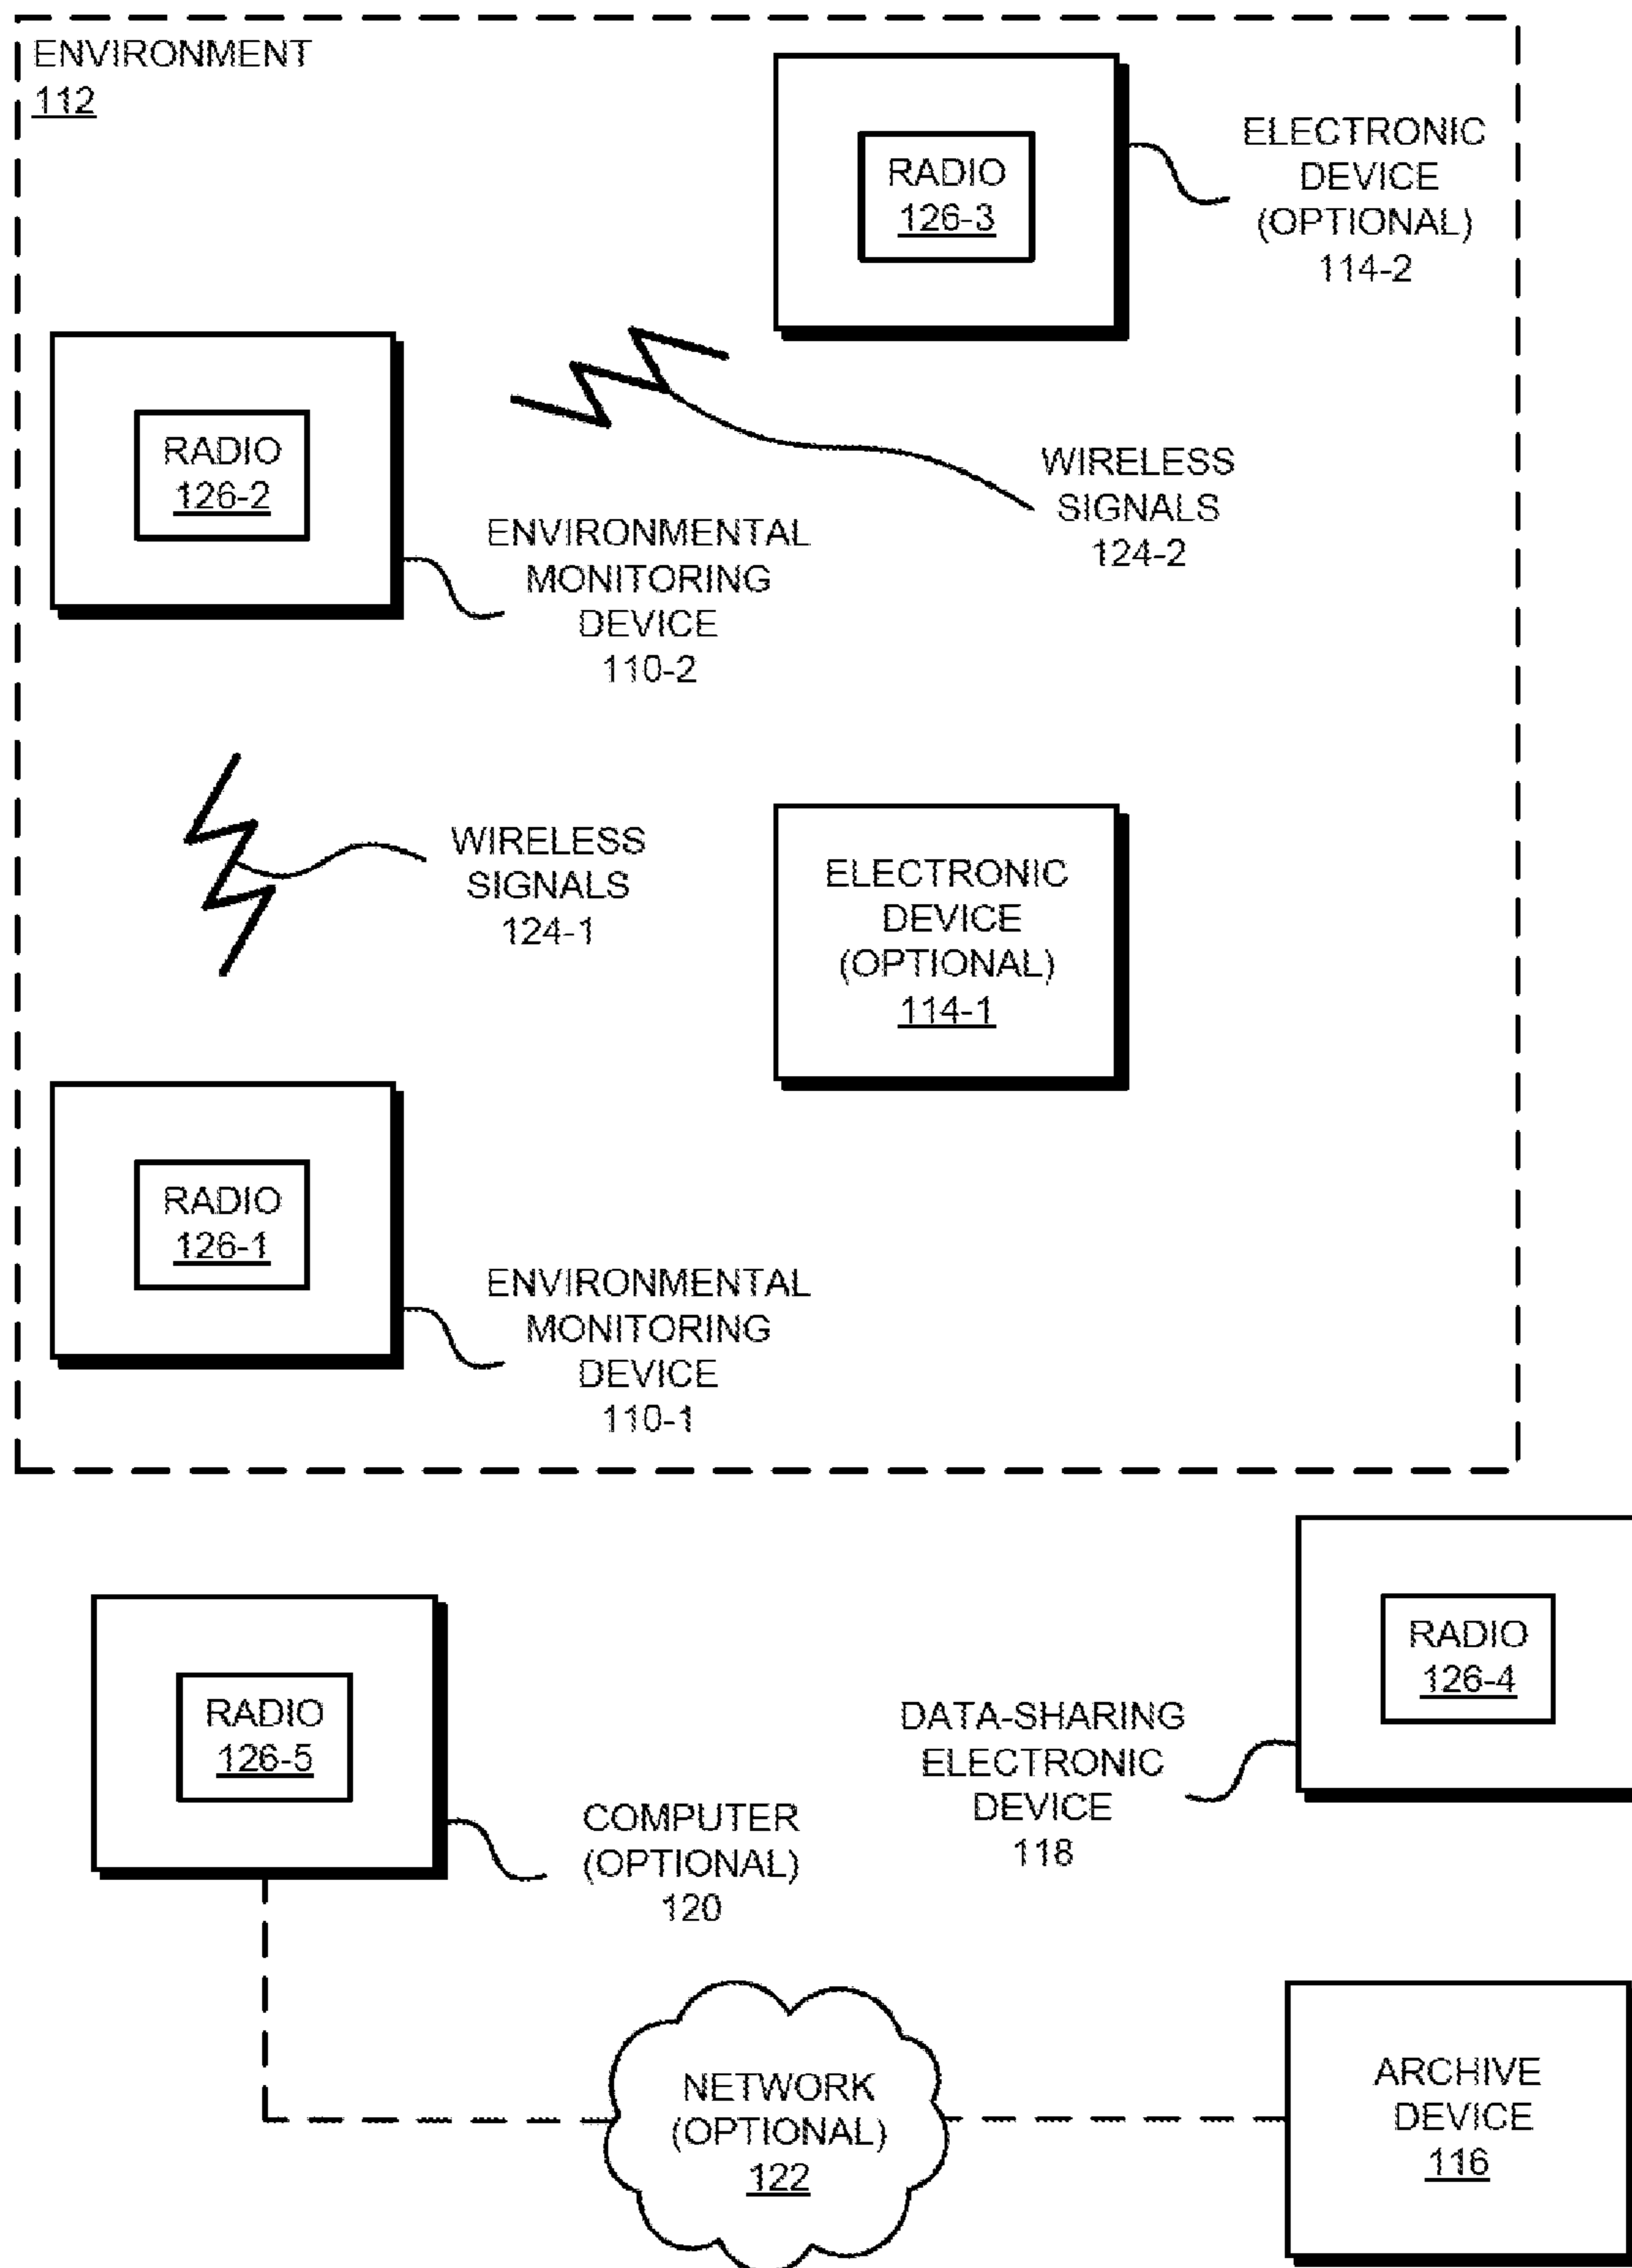 ENVIRONMENT
112
RADIO
126-3
ELECTRONIC
DEVICE
(OPTIONAL)
114-2
RADIO
126-2
ENVIRONMENTAL
MONITORING
DEVICE
110-2
WIRELESS
SIGNALS
124-2
WIRELESS
SIGNALS
124-1
ELECTRONIC
DEVICE
(OPTIONAL)
114-1
RADIO
126-1
ENVIRONMENTAL
MONITORING
DEVICE
110-1
RADIO
126-5
COMPUTER
(OPTIONAL)
120
RADIO
126-4
DATA-SHARING
ELECTRONIC
DEVICE
118
NETWORK
(OPTIONAL)
122
ARCHIVE
DEVICE
116